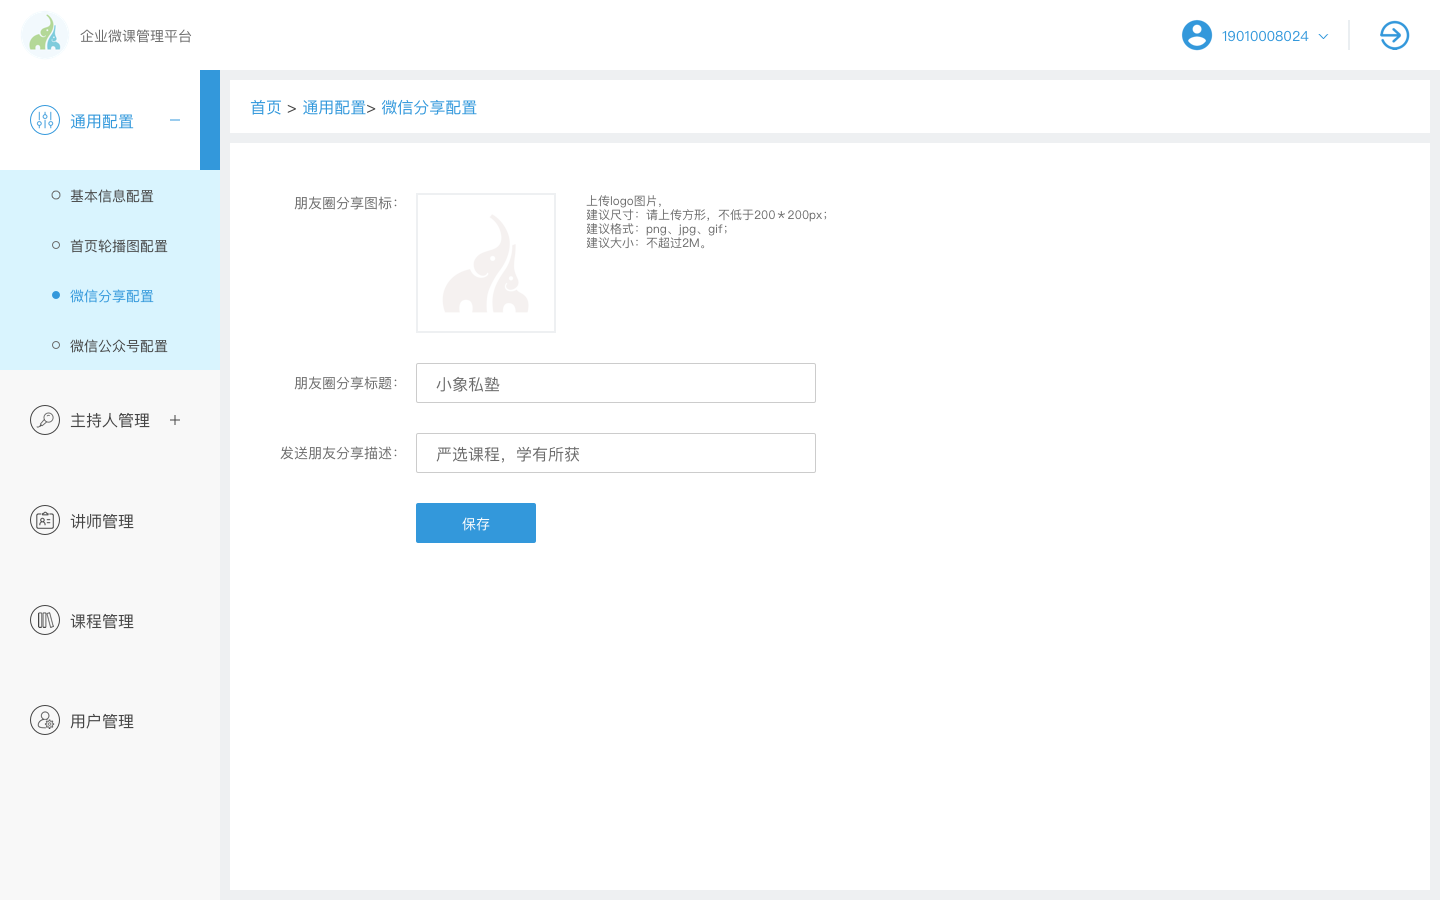 企业微课管理平台
19010008024
通用配置
基本信息配置
首页轮播图配置
微信分享配置
微信公众号配置
主持人管理
讲师管理
课程管理
用户管理
首页 > 通用配置> 微信分享配置
朋友圈分享图标：
上传logo图片，
建议尺寸：请上传方形，不低于200*200px；
建议格式：png、jpg、gif；
建议大小：不超过2M。
朋友圈分享标题：
小象私塾
发送朋友分享描述：
严选课程，学有所获
保存